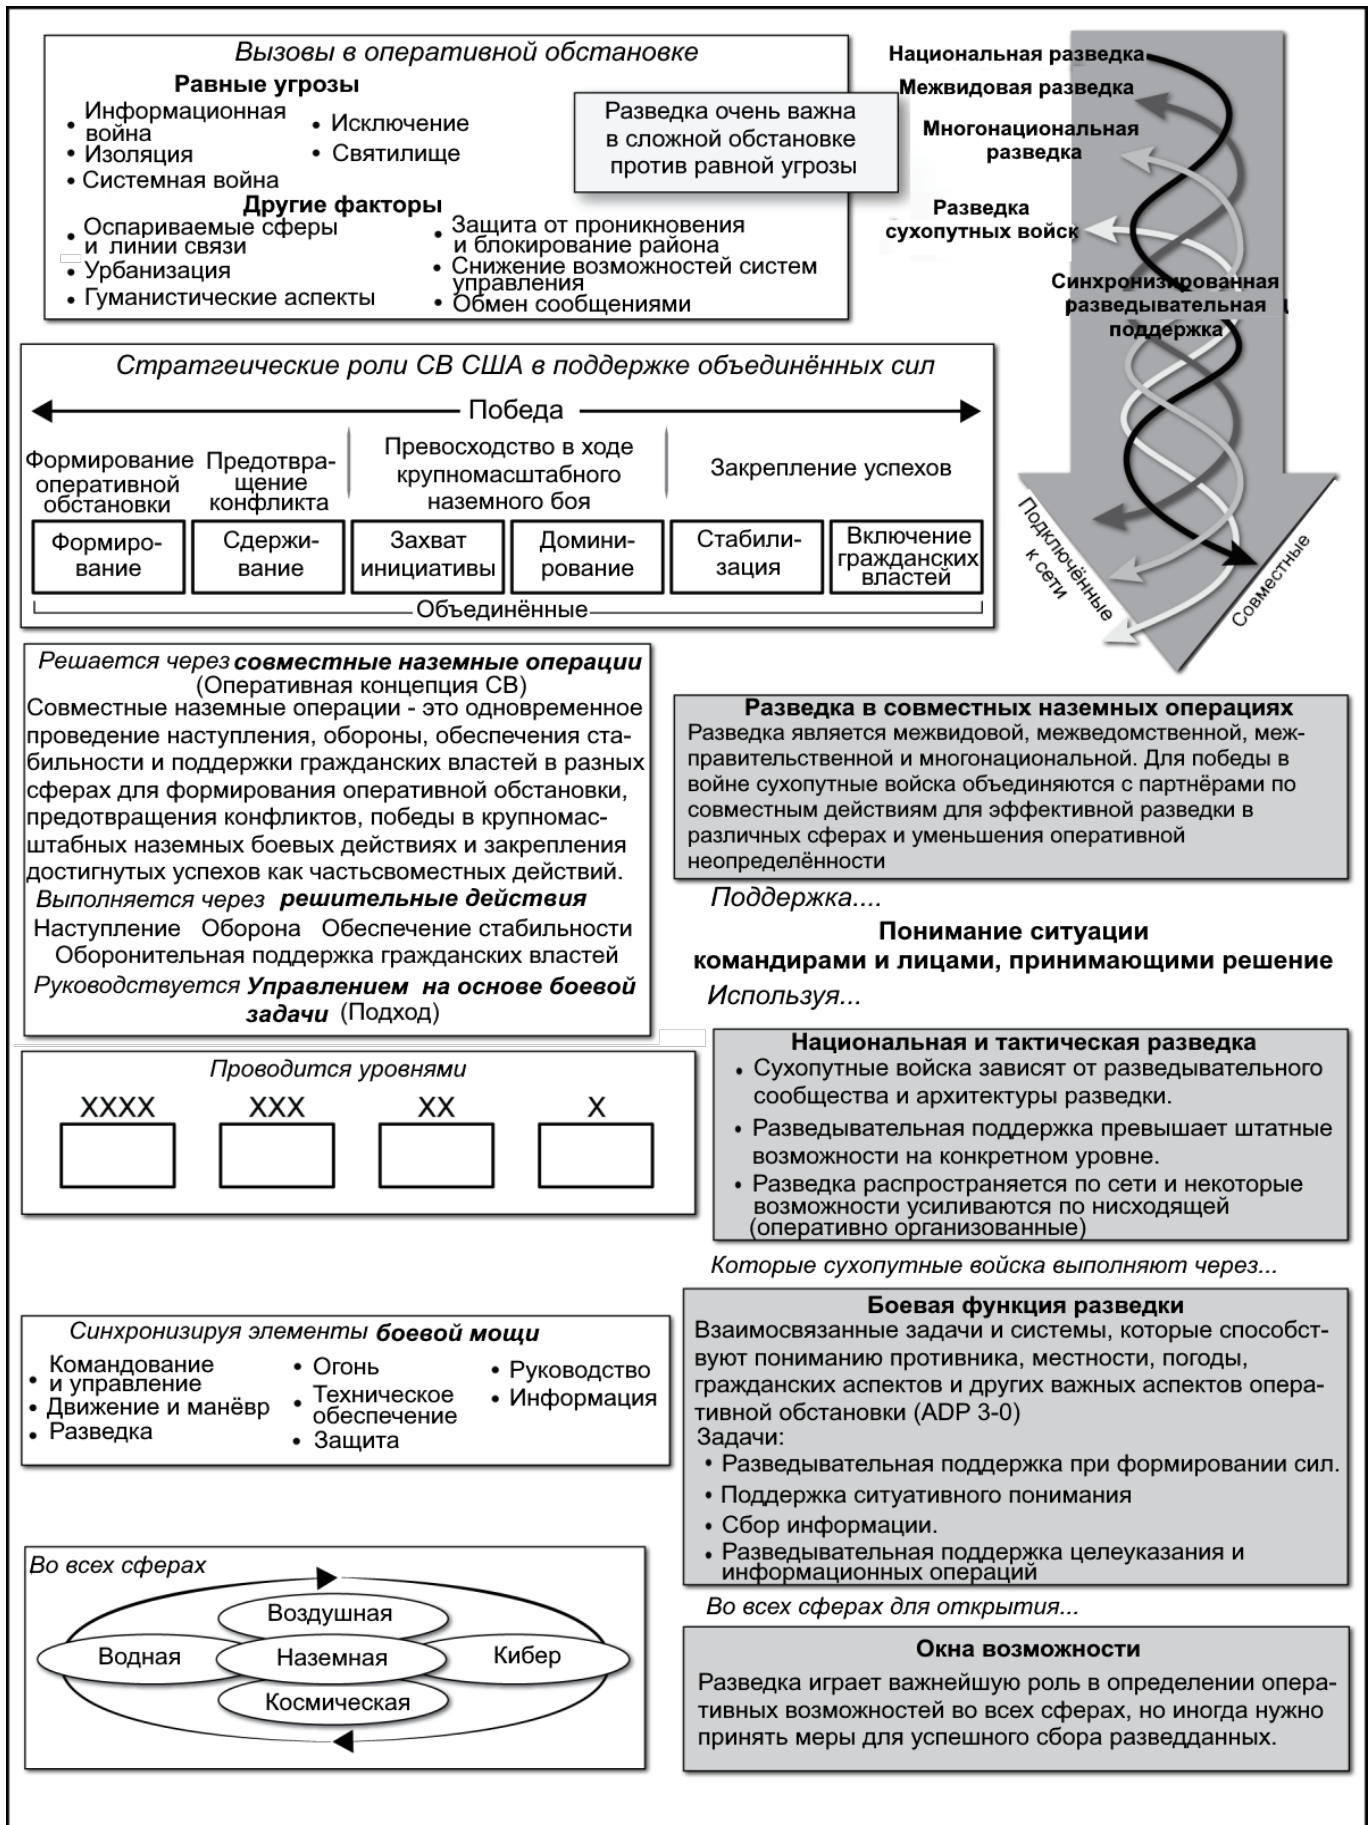 Вызовы в оперативной обстановке
Равные угрозы
• Информационная
война
• Изоляция
• Системная война
• Исключение
• Святилище
Разведка очень важна
в сложной обстановке
против равной угрозы
Другие факторы
• Оспариваемые сферы
и линии связи
• Урбанизация
• Гуманистические аспекты
• Защита от проникновения
и блокирование района
• Снижение возможностей систем
управления
• Обмен сообщениями
Национальная разведка
Межвидовая разведка
Многонациональная
разведка
Разведка
сухопутных войск
Синхронизированная
разведывательная
поддержка
Подключённые
к сети
Совместные
Стратгеические роли СВ США в поддержке объединённых сил
Победа
Формирование
оперативной
обстановки
Предотвра-
щение
конфликта
Превосходство в ходе
крупномасштабного
наземного боя
Закрепление успехов
Формиро-
вание
Сдержи-
вание
Захват
инициативы
Домини-
рование
Стабили-
зация
Включение
гражданских
властей
Объединённые
Решается через совместные наземные операции
(Оперативная концепция СВ)
Совместные наземные операции - это одновременное
проведение наступления, обороны, обеспечения ста-
бильности и поддержки гражданских властей в разных
сферах для формирования оперативной обстановки,
предотвращения конфликтов, победы в крупномас-
штабных наземных боевых действиях и закрепления
достигнутых успехов как частьсвоместных действий.
Выполняется через решительные действия
Наступление Оборона Обеспечение стабильности
Оборонительная поддержка гражданских властей
Руководствуется Управлением на основе боевой
задачи (Подход)
Разведка в совместных наземных операциях
Разведка является межвидовой, межведомственной, меж-
правительственной и многонациональной. Для победы в
войне сухопутные войска объединяются с партнёрами по
совместным действиям для эффективной разведки в
различных сферах и уменьшения оперативной
неопределённости
Поддержка....
Понимание ситуации
командирами и лицами, принимающими решение
Используя...
Проводится уровнями
XXXX XXX XX X
Национальная и тактическая разведка
• Сухопутные войска зависят от разведывательного
сообщества и архитектуры разведки.
• Разведывательная поддержка превышает штатные
возможности на конкретном уровне.
• Разведка распространяется по сети и некоторые
возможности усиливаются по нисходящей
(оперативно организованные)
Которые сухопутные войска выполняют через...
Синхронизируя элементы боевой мощи
• Командование
и управление
• Движение и манёвр
• Разведка
• Огонь
• Техническое
обеспечение
• Защита
• Руководство
• Информация
Боевая функция разведки
Взаимосвязанные задачи и системы, которые способст-
вуют пониманию противника, местности, погоды,
гражданских аспектов и других важных аспектов опера-
тивной обстановки (ADP 3-0)
Задачи:
• Разведывательная поддержка при формировании сил.
• Поддержка ситуативного понимания
• Сбор информации.
• Разведывательная поддержка целеуказания и
информационных операций
Во всех сферах для открытия...
Во всех сферах
Воздушная
Водная
Наземная
Кибер
Космическая
Окна возможности
Разведка играет важнейшую роль в определении опера-
тивных возможностей во всех сферах, но иногда нужно
принять меры для успешного сбора разведданных.